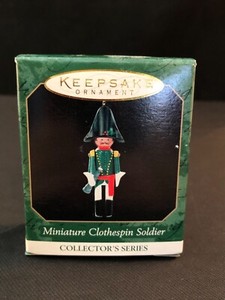 KEEPSAKE
ORNAMENT
Miniature Clothespin Soldier
COLLECTOR'S SERIES